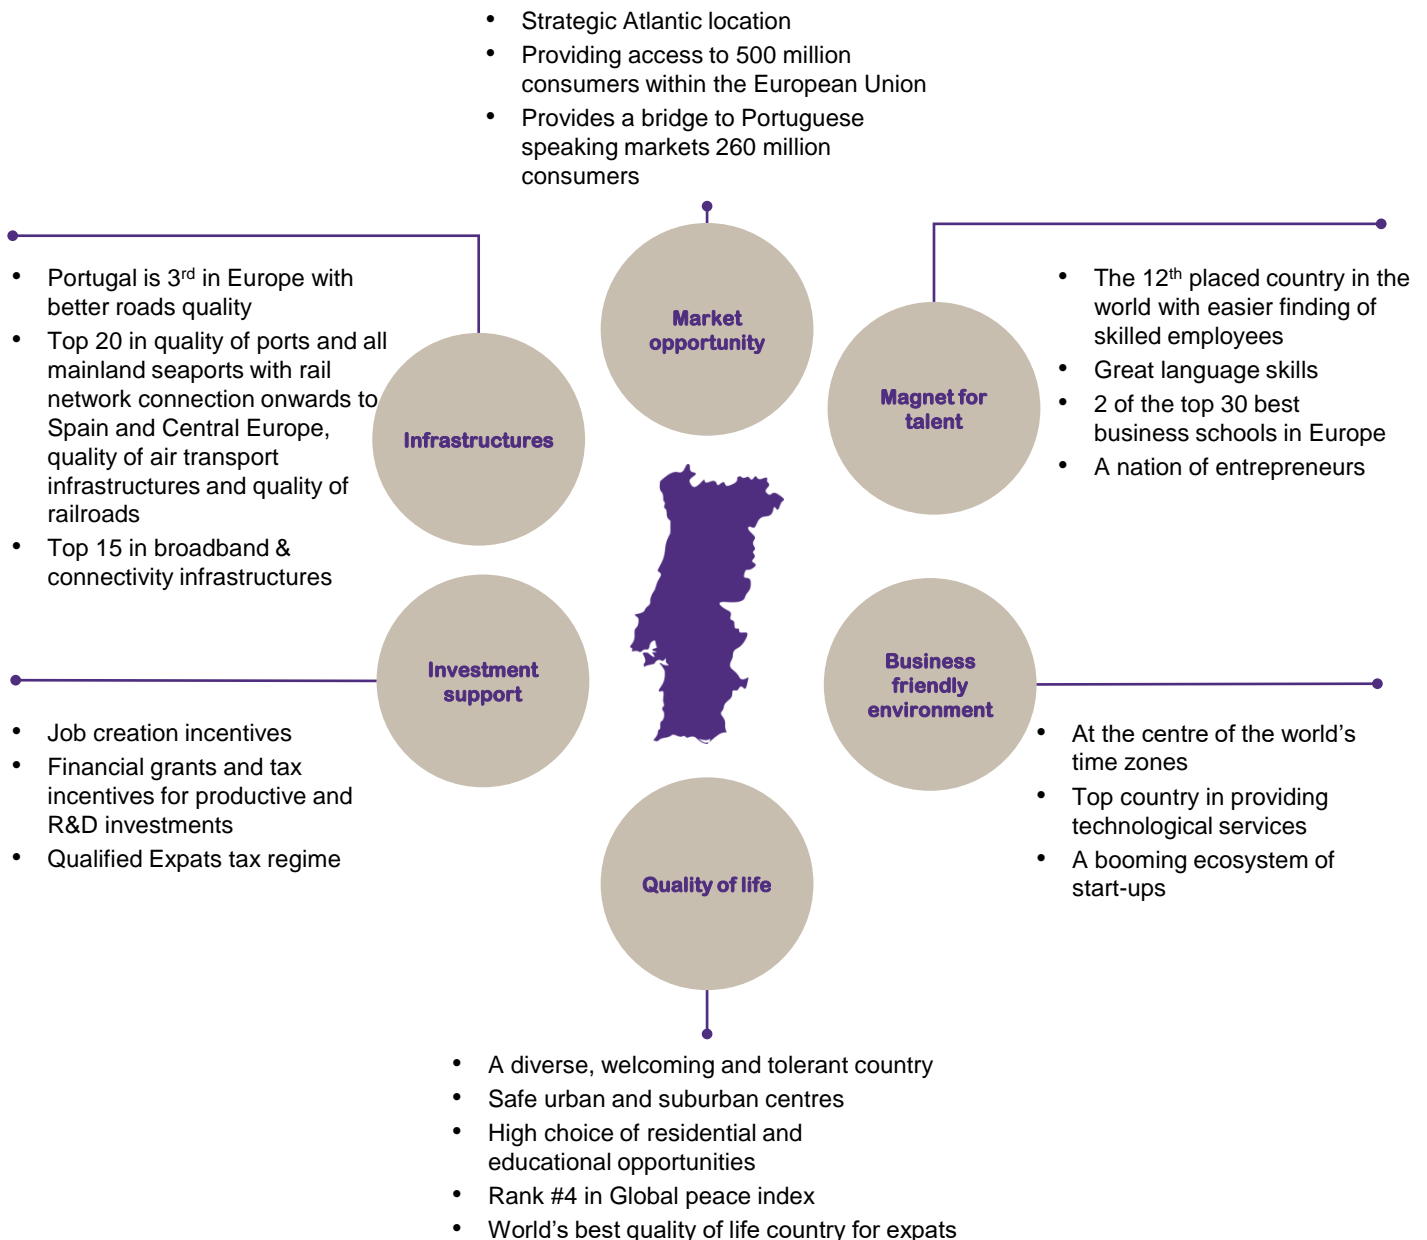 • Strategic Atlantic location
• Providing access to 500 million
consumers within the European Union
• Provides a bridge to Portuguese
speaking markets 260 million
consumers
Market
opportunity
• Portugal is 3rd in Europe with
better roads quality
• Top 20 in quality of ports and all
mainland seaports with rail
network connection onwards to
Spain and Central Europe,
quality of air transport
infrastructures and quality of
railroads
• Top 15 in broadband &
connectivity infrastructures
Infrastructures
Magnet for
talent
• The 12th placed country in the
world with easier finding of
skilled employees
• Great language skills
• 2 of the top 30 best
business schools in Europe
• A nation of entrepreneurs
Investment
support
• Job creation incentives
• Financial grants and tax
incentives for productive and
R&D investments
• Qualified Expats tax regime
Business
friendly
environment
• At the centre of the world’s
time zones
• Top country in providing
technological services
• A booming ecosystem of
start-ups
Quality of life
• A diverse, welcoming and tolerant country
• Safe urban and suburban centres
• High choice of residential and
educational opportunities
• Rank #4 in Global peace index
• World’s best quality of life country for expats